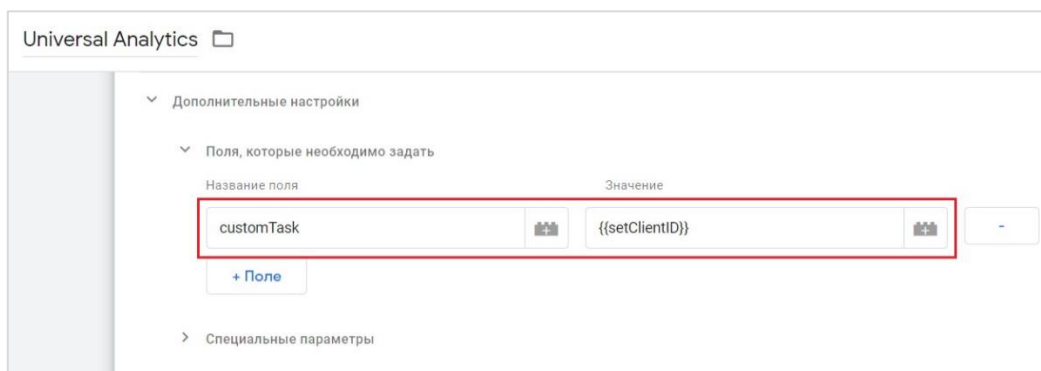 Universal Analytics
Дополнительные настройки
Поля, которые необходимо задать
Название поля Значение
customTask {{setClientID}} -
+ Поле
Специальные параметры